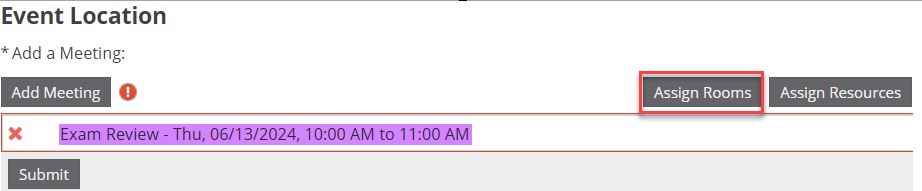 Event Location
* Add a Meeting:
Add Meeting ! Assign Rooms Assign Resources
Exam Review - Thu, 06/13/2024, 10:00 AM to 11:00 AM
Submit